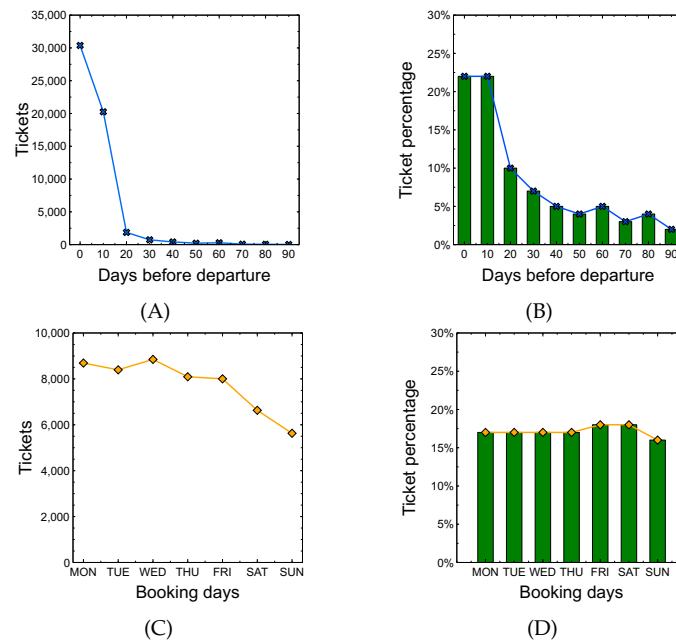 35,000
30,000
25,000
20,000
15,000
10,000
5,000
0
Tickets
0 10 20 30 40 50 60 70 80 90
Days before departure
(A)
30%
25%
20%
15%
10%
5%
0%
Ticket percentage
0 10 20 30 40 50 60 70 80 90
Days before departure
(B)
10,000
8,000
6,000
4,000
2,000
0
Tickets
MON TUE WED THU FRI SAT SUN
Booking days
(C)
30%
25%
20%
15%
10%
5%
0%
Ticket percentage
MON TUE WED THU FRI SAT SUN
Booking days
(D)